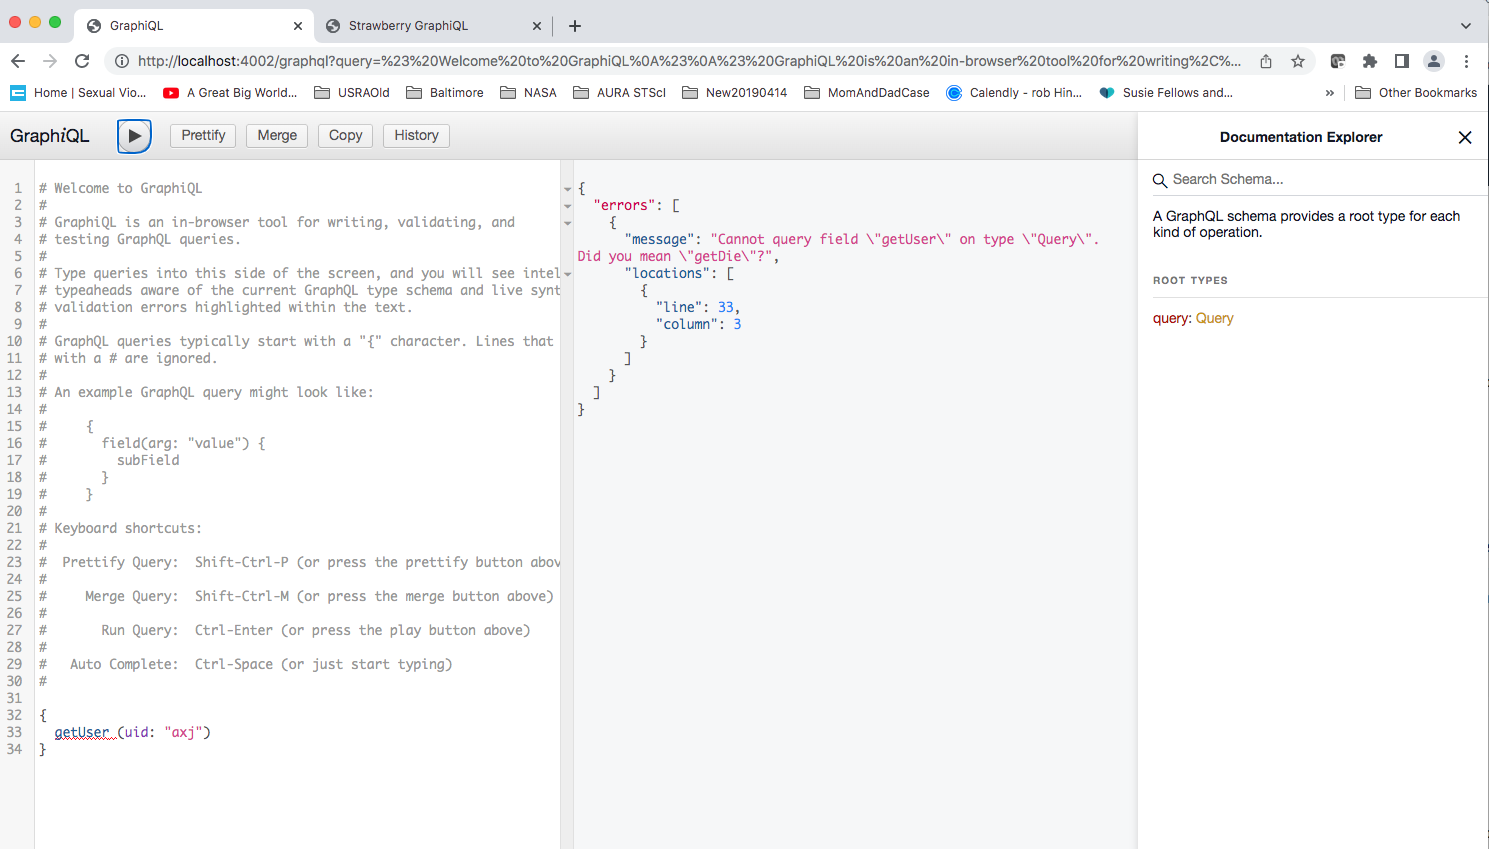 GraphiQL
Strawberry GraphiQL
http://localhost:4002/graphql?query=%23%20Welcome%20to%20GraphiQL%0A%23%0A%23%20GraphiQL%20is%20an%20in-browser%20tool%20for%20writing%2C%...
Home | Sexual Vio...
A Great Big World...
USRAOld
Baltimore
NASA
AURA STScI
New20190414
MomAndDadCase
Calendly - rob Hin...
Susie Fellows and...
»
Other Bookmarks
GraphiQL
Prettify
Merge
Copy
History
1 # Welcome to GraphiQL
2 #
3 # GraphiQL is an in-browser tool for writing, validating, and
4 # testing GraphQL queries.
5 #
6 # Type queries into this side of the screen, and you will see intel
7 # typeaheads aware of the current GraphQL type schema and live synt
8 # validation errors highlighted within the text.
9 #
10 # GraphQL queries typically start with a "{" character. Lines that
11 # with a # are ignored.
12 #
13 # An example GraphQL query might look like:
14 #
15 #     {
16 #       field(arg: "value") {
17 #         subField
18 #       }
19 #     }
20 #
21 # Keyboard shortcuts:
22 #
23 #  Prettify Query:  Shift-Ctrl-P (or press the prettify button abov
24 #
25 #     Merge Query:  Shift-Ctrl-M (or press the merge button above)
26 #
27 #       Run Query:  Ctrl-Enter (or press the play button above)
28 #
29 #   Auto Complete:  Ctrl-Space (or just start typing)
30 #
31
32 {
33   getUser (uid: "axj")
34 }
{
  "errors": [
    {
      "message": "Cannot query field \"getUser\" on type \"Query\".
Did you mean \"getDie\"?",
      "locations": [
        {
          "line": 33,
          "column": 3
        }
      ]
    }
  ]
}
Documentation Explorer
Search Schema...
A GraphQL schema provides a root type for each
kind of operation.
ROOT TYPES
query: Query